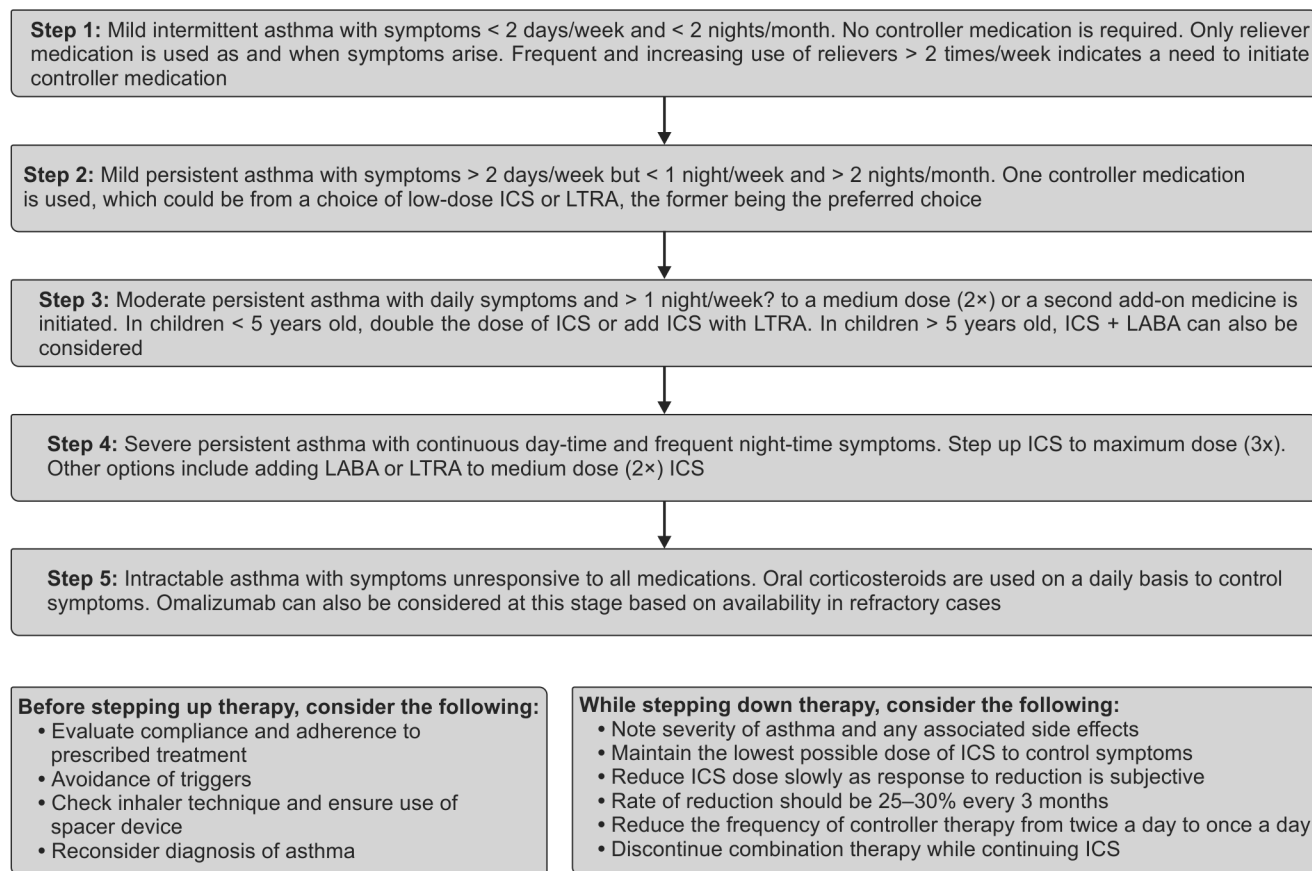 Step 1: Mild intermittent asthma with symptoms < 2 days/week and < 2 nights/month. No controller medication is required. Only reliever
medication is used as and when symptoms arise. Frequent and increasing use of relievers > 2 times/week indicates a need to initiate
controller medication
Step 2: Mild persistent asthma with symptoms > 2 days/week but < 1 night/week and > 2 nights/month. One controller medication
is used, which could be from a choice of low-dose ICS or LTRA, the former being the preferred choice
Step 3: Moderate persistent asthma with daily symptoms and > 1 night/week? to a medium dose (2×) or a second add-on medicine is
initiated. In children < 5 years old, double the dose of ICS or add ICS with LTRA. In children > 5 years old, ICS + LABA can also be
considered
Step 4: Severe persistent asthma with continuous day-time and frequent night-time symptoms. Step up ICS to maximum dose (3x).
Other options include adding LABA or LTRA to medium dose (2×) ICS
Step 5: Intractable asthma with symptoms unresponsive to all medications. Oral corticosteroids are used on a daily basis to control
symptoms. Omalizumab can also be considered at this stage based on availability in refractory cases
Before stepping up therapy, consider the following:
• Evaluate compliance and adherence to
prescribed treatment
• Avoidance of triggers
• Check inhaler technique and ensure use of
spacer device
• Reconsider diagnosis of asthma
While stepping down therapy, consider the following:
• Note severity of asthma and any associated side effects
• Maintain the lowest possible dose of ICS to control symptoms
• Reduce ICS dose slowly as response to reduction is subjective
• Rate of reduction should be 25–30% every 3 months
• Reduce the frequency of controller therapy from twice a day to once a day
• Discontinue combination therapy while continuing ICS